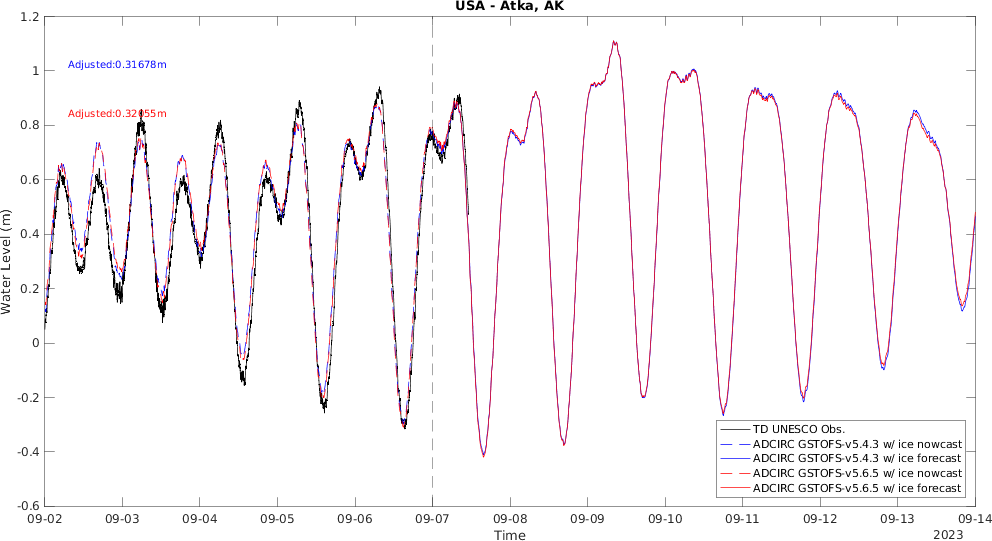 USA - Atka, AK
1.2
1
0.8
0.6
0.4
0.2
0
-0.2
-0.4
-0.6
Water Level (m)
Adjusted:0.31678m
Adjusted:0.32655m
TD UNESCO Obs.
ADCIRC GSTOFS-v5.4.3 w/ ice nowcast
ADCIRC GSTOFS-v5.4.3 w/ ice forecast
ADCIRC GSTOFS-v5.6.5 w/ ice nowcast
ADCIRC GSTOFS-v5.6.5 w/ ice forecast
09-02 09-03 09-04 09-05 09-06 09-07 09-08 09-09 09-10 09-11 09-12 09-13 09-14
Time
2023